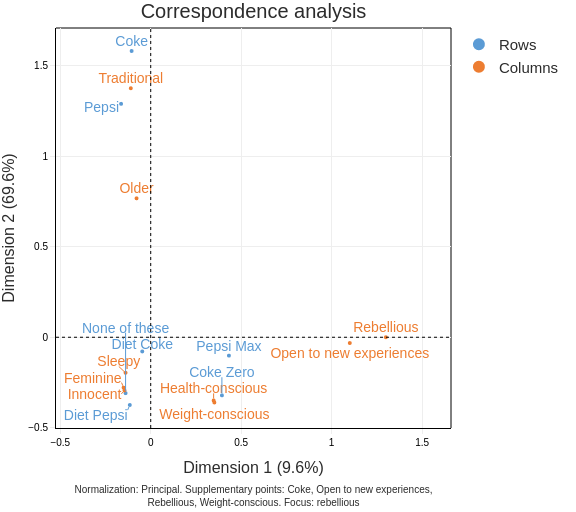 Correspondence analysis
Rows
Columns
Dimension 2 (69.6%)
1.5
1
0.5
0
−0.5
Coke
Traditional
Pepsi
Older
None of these
Diet Coke
Sleepy
Feminine
Innocent
Diet Pepsi
Rebellious
Pepsi Max
Open to new experiences
Coke Zero
Health-conscious
Weight-conscious
−0.5
0
0.5
1
1.5
Dimension 1 (9.6%)
Normalization: Principal. Supplementary points: Coke, Open to new experiences,
Rebellious, Weight-conscious. Focus: rebellious